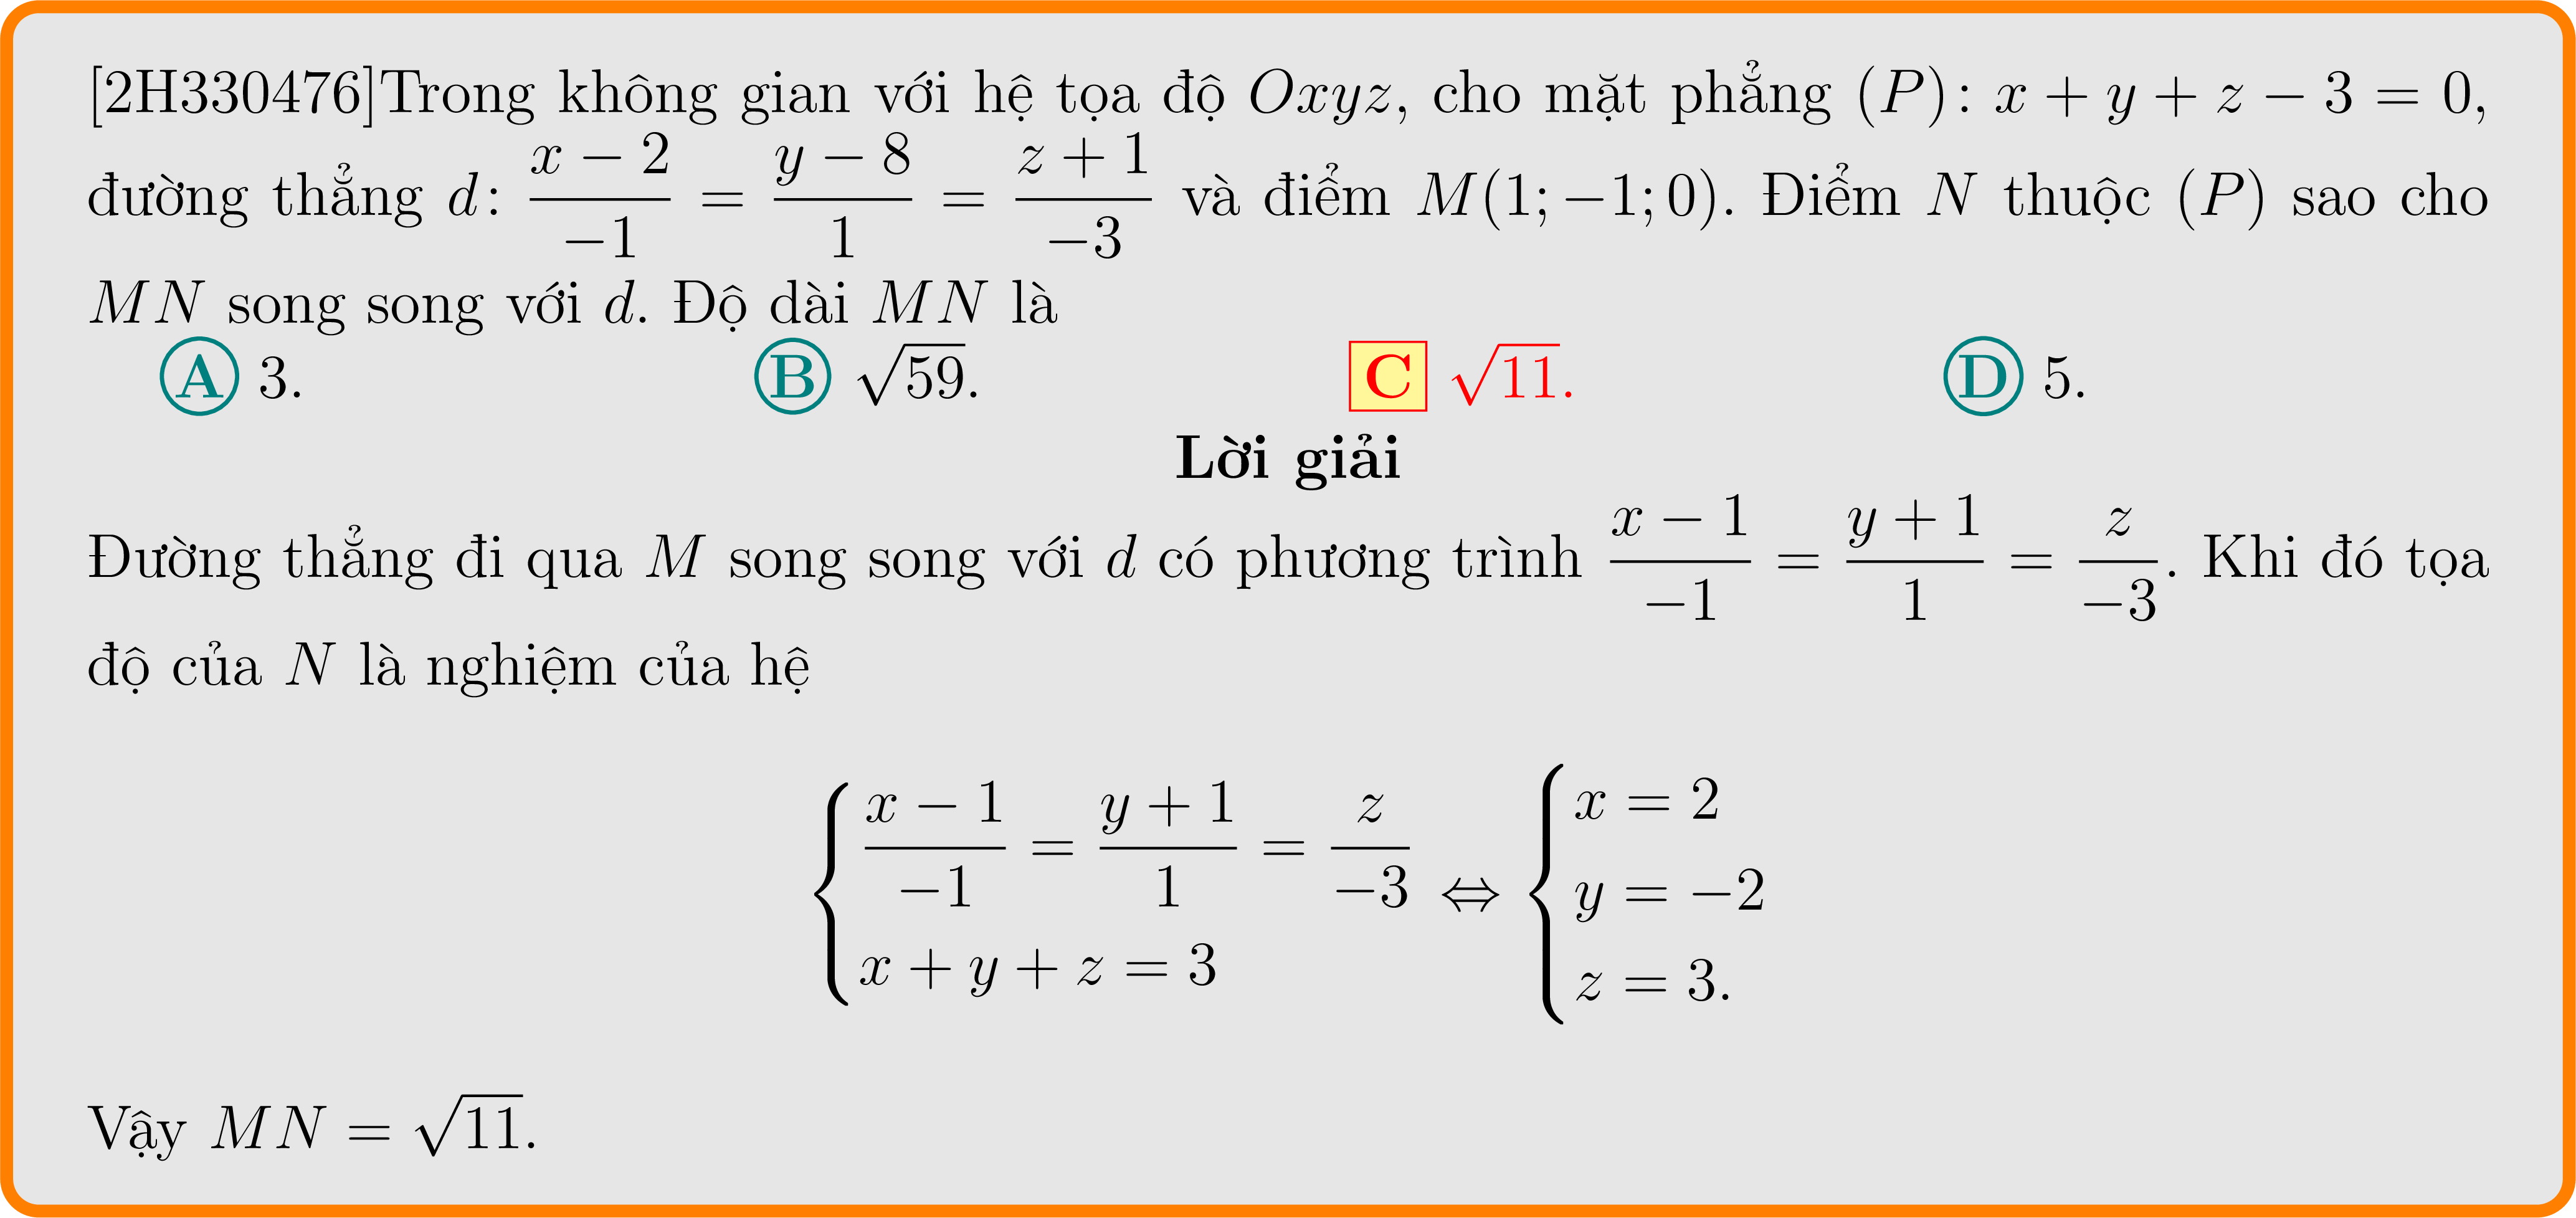 [2H330476]Trong không gian với hệ tọa độ Oxyz, cho mặt phẳng (P): x + y + z − 3 = 0,
đường thẳng d: \frac{x − 2}{−1} = \frac{y − 8}{1} = \frac{z + 1}{−3} và điểm M(1; −1; 0). Điểm N thuộc (P) sao cho
MN song song với d. Độ dài MN là
A 3. B √59. C √11. D 5.
Lời giải
Đường thẳng đi qua M song song với d có phương trình \frac{x − 1}{−1} = \frac{y + 1}{1} = \frac{z}{−3}. Khi đó tọa
độ của N là nghiệm của hệ
\begin{cases} \frac{x − 1}{−1} = \frac{y + 1}{1} = \frac{z}{−3} \\ x + y + z = 3 \end{cases} ⇔ \begin{cases} x = 2 \\ y = −2 \\ z = 3. \end{cases}
Vậy MN = √11.